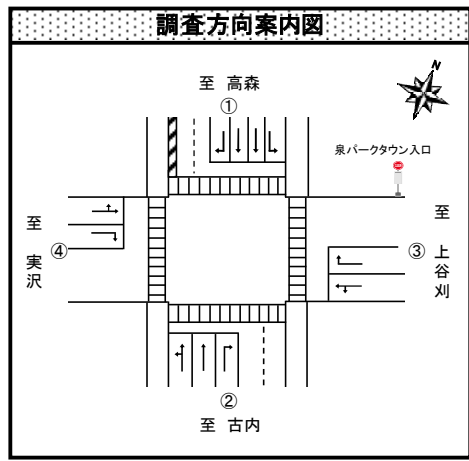 調査方向案内図
N
至 高森
①
泉パークタウン入口
至 実沢
④
至 上谷刈
③
②
至 古内